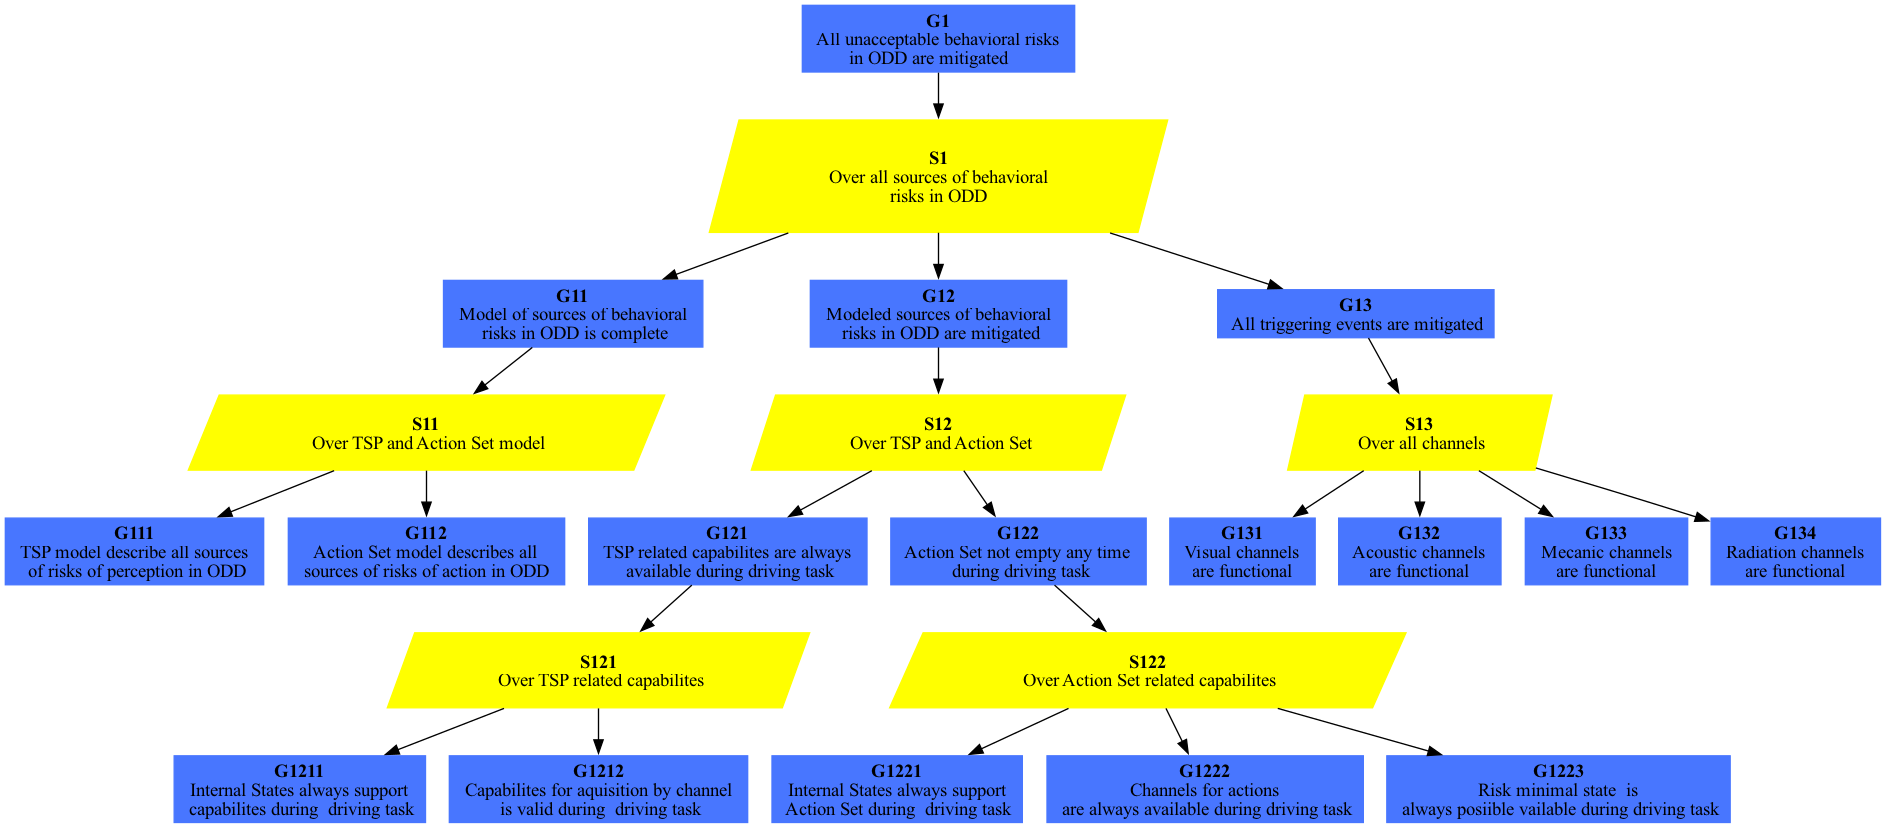 G1
All unacceptable behavioral risks
in ODD are mitigated
S1
Over all sources of behavioral
risks in ODD
G11
Model of sources of behavioral
risks in ODD is complete
G12
Modeled sources of behavioral
risks in ODD are mitigated
G13
All triggering events are mitigated
S11
Over TSP and Action Set model
S12
Over TSP and Action Set
S13
Over all channels
G111
TSP model describe all sources
of risks of perception in ODD
G112
Action Set model describes all
sources of risks of action in ODD
G121
TSP related capabilites are always
available during driving task
G122
Action Set not empty any time
during driving task
G131
Visual channels
are functional
G132
Acoustic channels
are functional
G133
Mecanic channels
are functional
G134
Radiation channels
are functional
S121
Over TSP related capabilites
S122
Over Action Set related capabilites
G1211
Internal States always support
capabilites during  driving task
G1212
Capabilites for aquisition by channel
is valid during  driving task
G1221
Internal States always support
Action Set during  driving task
G1222
Channels for actions
are always available during driving task
G1223
Risk minimal state  is
always posiible vailable during driving task